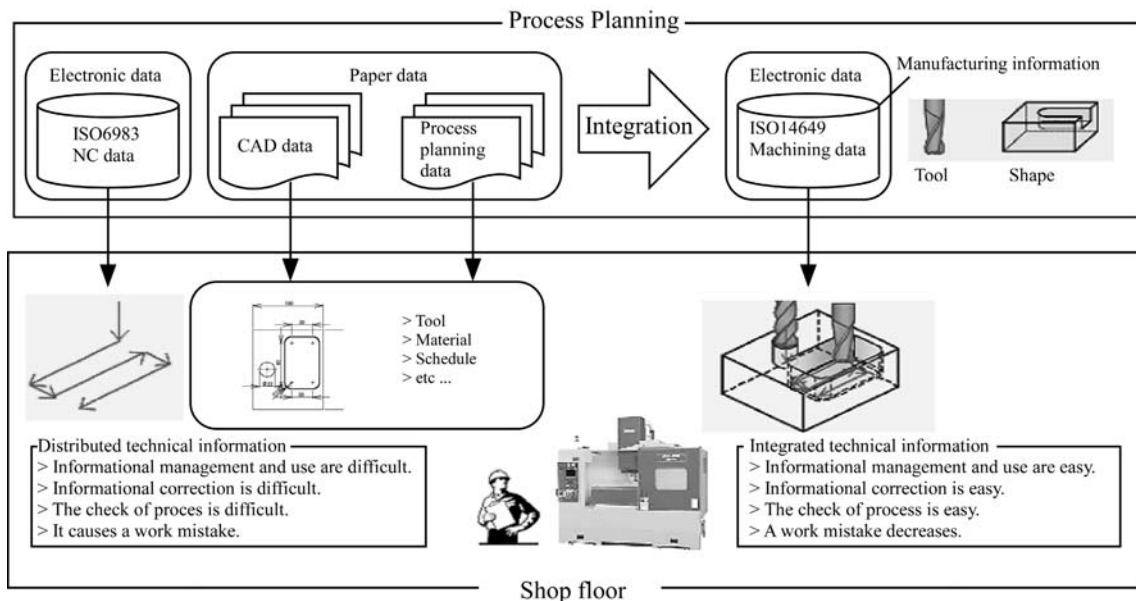 Process Planning
Electronic data
ISO6983
NC data
Paper data
CAD data
Process
planning
data
Integration
Electronic data
ISO14649
Machining data
Manufacturing information
Tool
Shape
> Tool
> Material
> Schedule
> etc ...
Distributed technical information
> Informational management and use are difficult.
> Informational correction is difficult.
> The check of proces is difficult.
> It causes a work mistake.
Integrated technical information
> Informational management and use are easy.
> Informational correction is easy.
> The check of process is easy.
> A work mistake decreases.
Shop floor